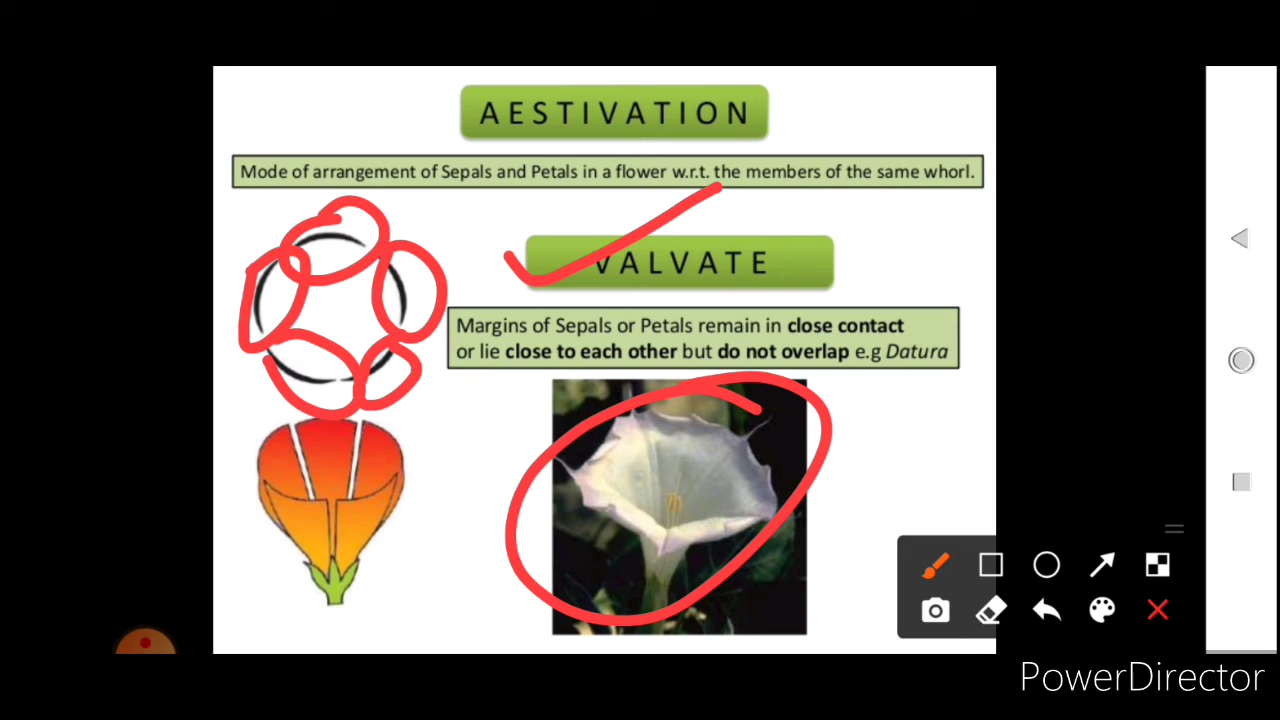 AESTIVATION
Mode of arrangement of Sepals and Petals in a flower w.r.t. the members of the same whorl.
VALVATE
Margins of Sepals or Petals remain in close contact
or lie close to each other but do not overlap e.g Datura
PowerDirector